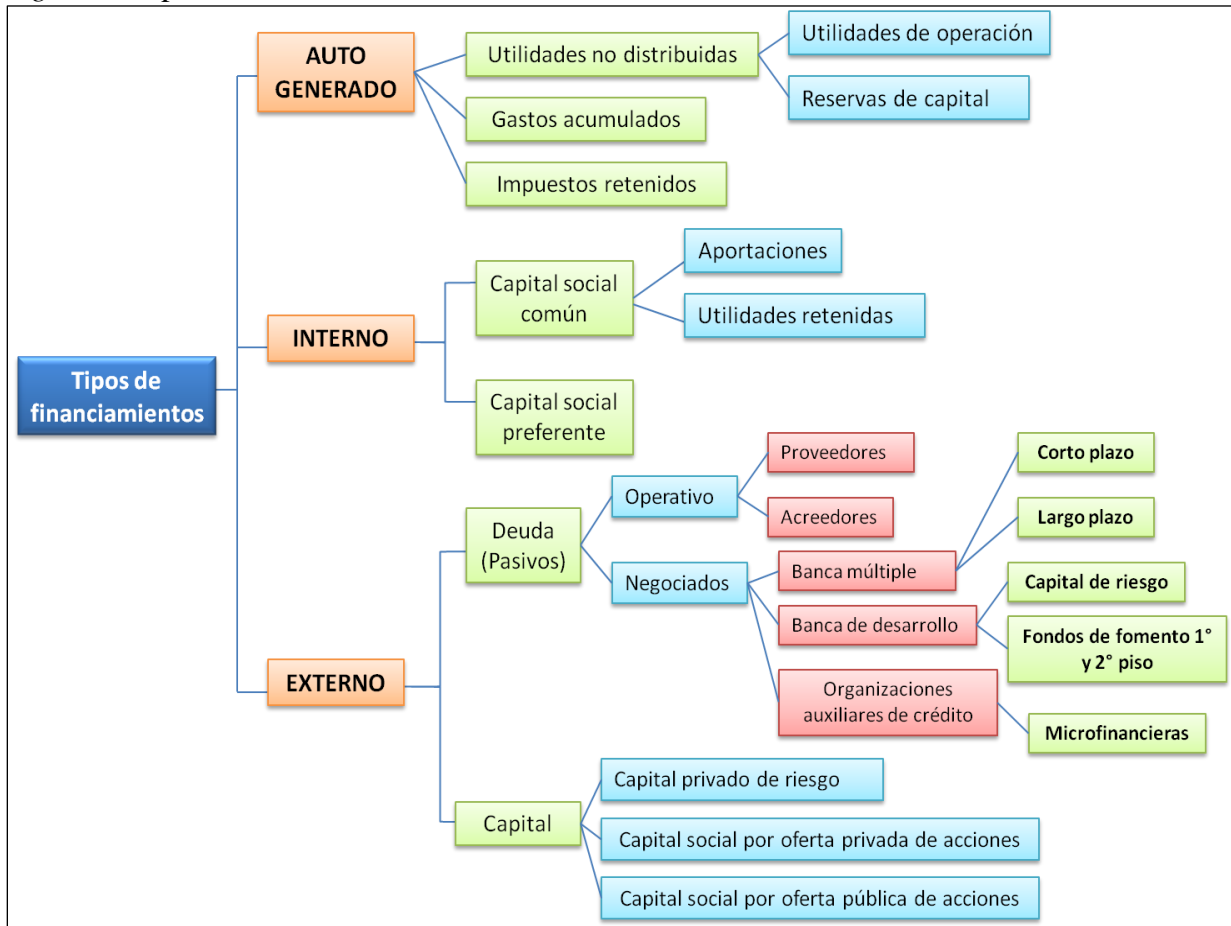 AUTO
GENERADO
Utilidades no distribuidas
Utilidades de operación
Reservas de capital
Gastos acumulados
Impuestos retenidos
Tipos de
financiamientos
INTERNO
Capital social
común
Aportaciones
Utilidades retenidas
Capital social
preferente
EXTERNO
Deuda
(Pasivos)
Operativo
Proveedores
Acreedores
Negociados
Banca múltiple
Corto plazo
Largo plazo
Banca de desarrollo
Capital de riesgo
Fondos de fomento 1°
y 2° piso
Organizaciones
auxiliares de crédito
Microfinancieras
Capital
Capital privado de riesgo
Capital social por oferta privada de acciones
Capital social por oferta pública de acciones